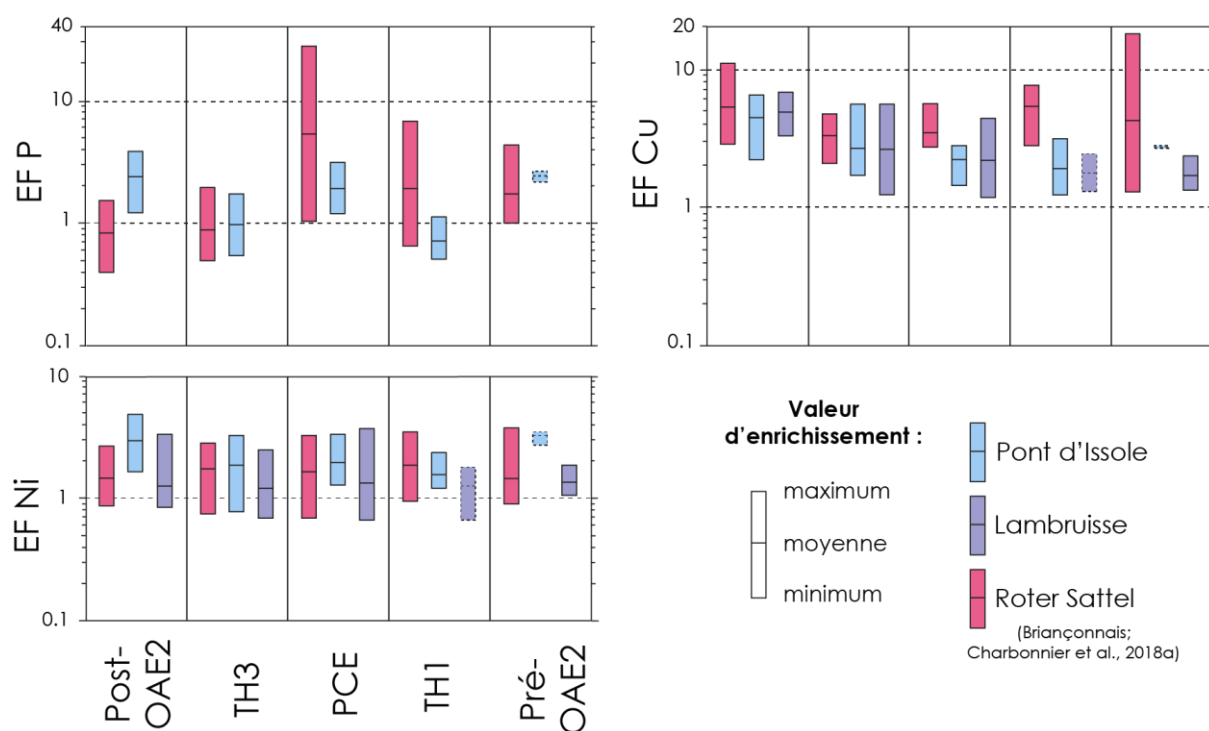 40
10
1
0.1
EF P
20
10
1
0.1
EF Cu
10
1
0.1
EF Ni
Post-
OAE2
TH3
PCE
TH1
Pré-
OAE2
Valeur
d'enrichissement :
maximum
moyenne
minimum
Pont d'Issole
Lambruisse
Roter Sattel
(Briançonnais;
Charbonnier et al., 2018a)